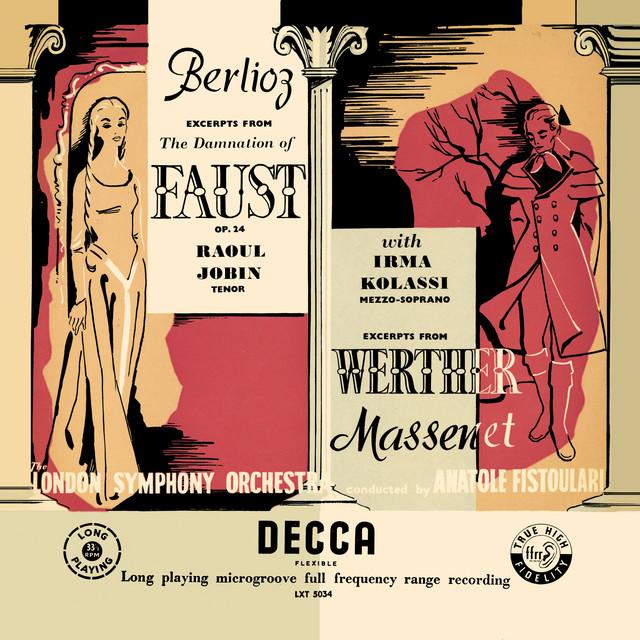 Berlioz
EXCERPTS FROM
The Damnation of
FAUST
OP. 24
RAOUL
JOBIN
TENOR
with
IRMA
KOLASSI
MEZZO-SOPRANO
EXCERPTS FROM
WERTHER
Massenet
The
LONDON SYMPHONY ORCHESTRA conducted by ANATOLE FISTOULARI
DECCA
FLEXIBLE
Long playing microgroove full frequency range recording
LXT 5034
LONG
33⅓
RPM
PLAYING
TRUE HIGH
ffrr
FIDELITY